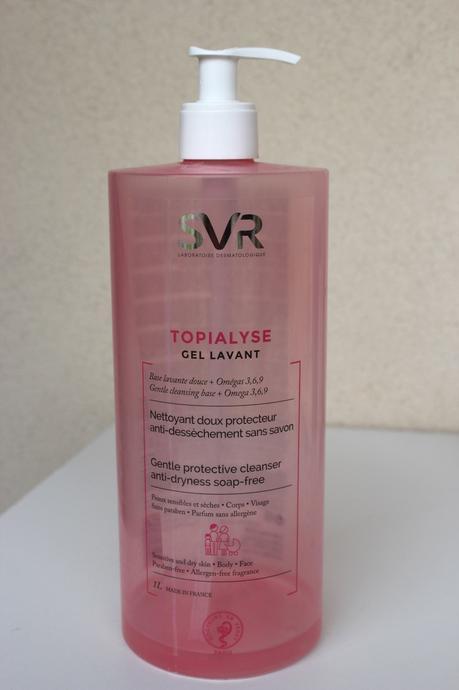 SVR
LABORATOIRE DERMATOLOGIQUE
TOPIALYSE
GEL LAVANT
Base lavante douce + Omégas 3,6,9
Gentle cleansing base + Omega 3,6,9
Nettoyant doux protecteur
anti-dessèchement sans savon
Gentle protective cleanser
anti-dryness soap-free
Peaux sensibles et sèches • Corps • Visage
Sans paraben • Parfum sans allergène
Sensitive and dry skin • Body • Face
Paraben-free • Allergen-free fragrance
1L MADE IN FRANCE